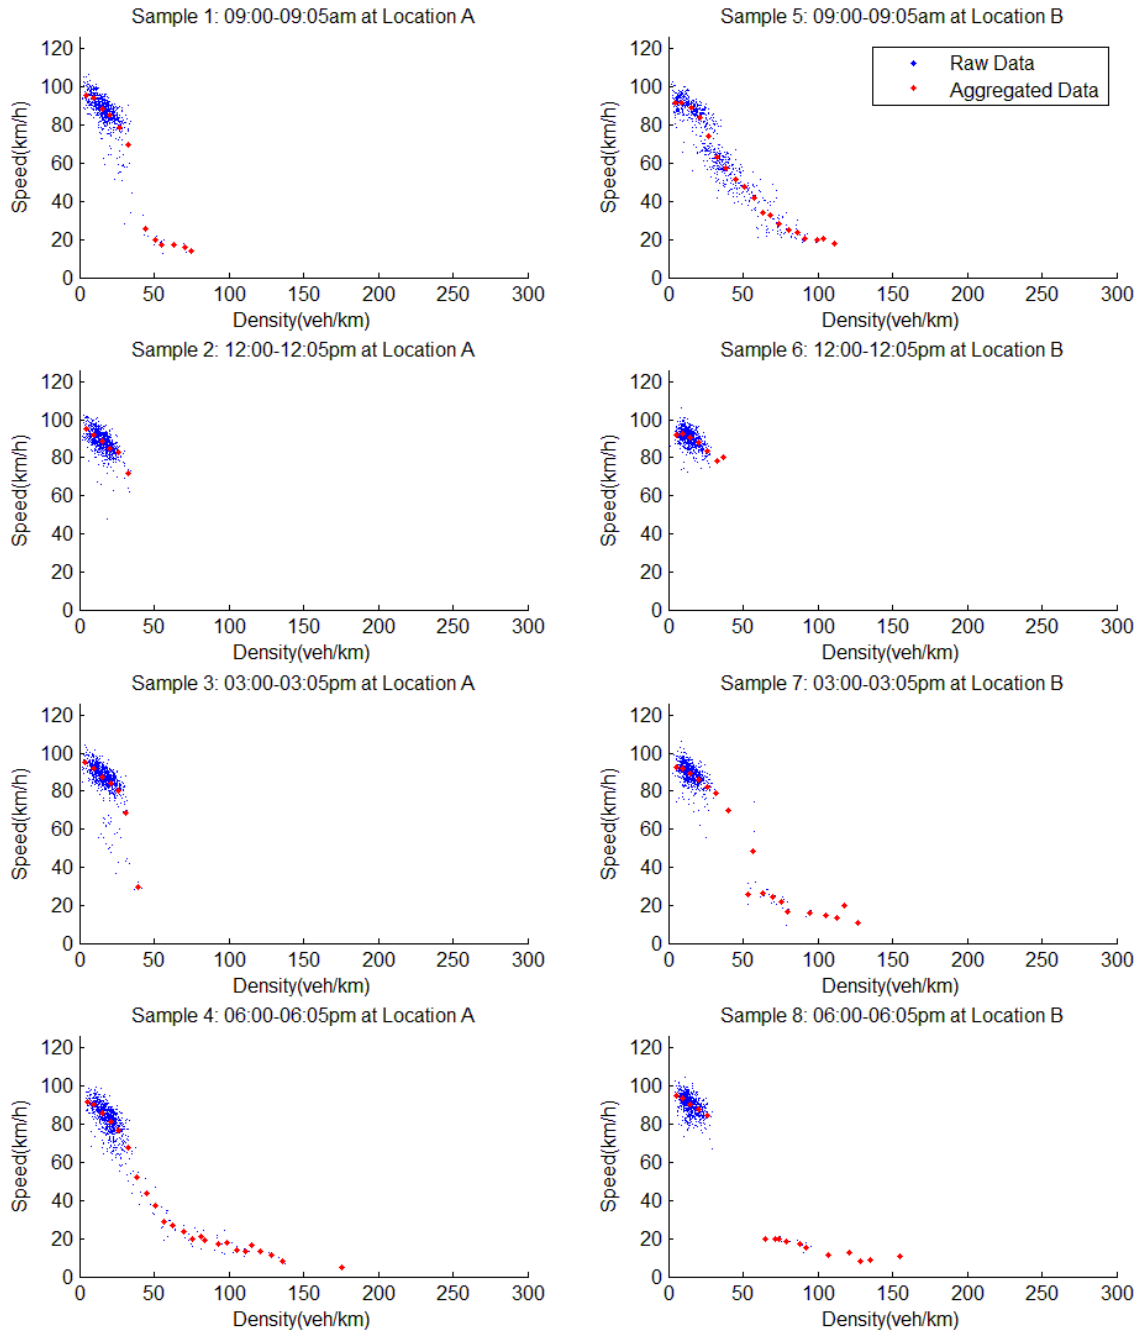 Sample 1: 09:00-09:05am at Location A
120
100
80
60
40
20
0
Speed(km/h)
0 50 100 150 200 250 300
Density(veh/km)
Sample 5: 09:00-09:05am at Location B
Raw Data
Aggregated Data
120
100
80
60
40
20
0
Speed(km/h)
0 50 100 150 200 250 300
Density(veh/km)
Sample 2: 12:00-12:05pm at Location A
120
100
80
60
40
20
0
Speed(km/h)
0 50 100 150 200 250 300
Density(veh/km)
Sample 6: 12:00-12:05pm at Location B
120
100
80
60
40
20
0
Speed(km/h)
0 50 100 150 200 250 300
Density(veh/km)
Sample 3: 03:00-03:05pm at Location A
120
100
80
60
40
20
0
Speed(km/h)
0 50 100 150 200 250 300
Density(veh/km)
Sample 7: 03:00-03:05pm at Location B
120
100
80
60
40
20
0
Speed(km/h)
0 50 100 150 200 250 300
Density(veh/km)
Sample 4: 06:00-06:05pm at Location A
120
100
80
60
40
20
0
Speed(km/h)
0 50 100 150 200 250 300
Density(veh/km)
Sample 8: 06:00-06:05pm at Location B
120
100
80
60
40
20
0
Speed(km/h)
0 50 100 150 200 250 300
Density(veh/km)